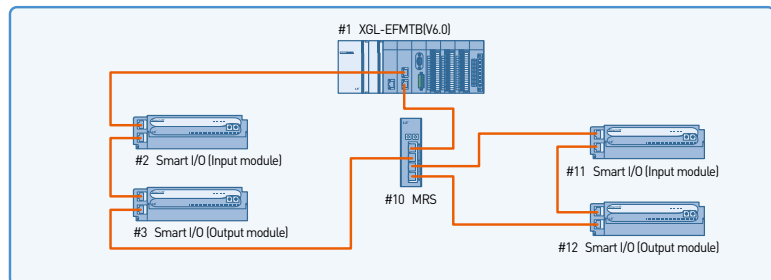 #1 XGL-EFMTB(V6.0)
#2 Smart I/O (Input module)
#3 Smart I/O (Output module)
#10 MRS
#11 Smart I/O (Input module)
#12 Smart I/O (Output module)